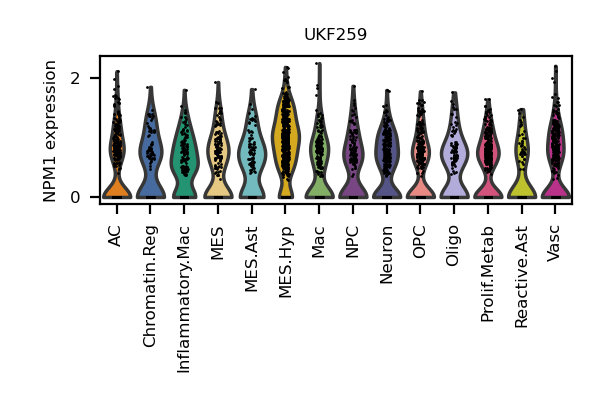 UKF259
NPM1 expression
2
0
AC
Chromatin.Reg
Inflammatory.Mac
MES
MES.Ast
MES.Hyp
Mac
NPC
Neuron
OPC
Oligo
Prolif.Metab
Reactive.Ast
Vasc